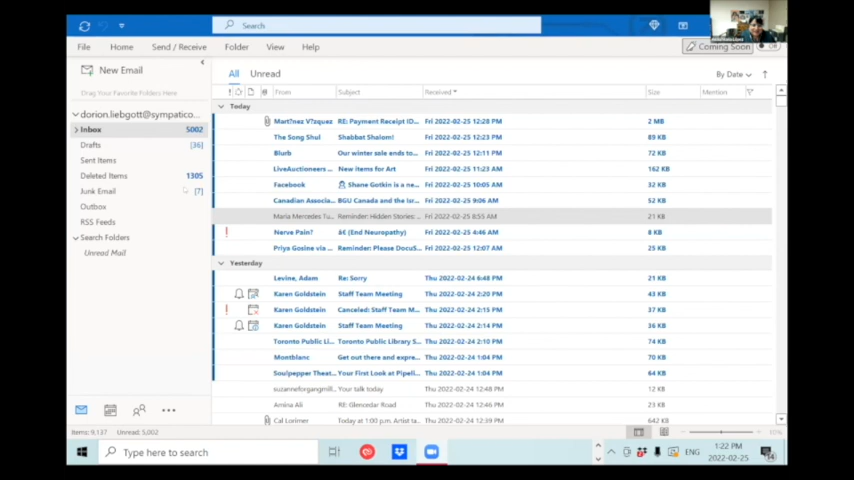 Search
File Home Send / Receive Folder View Help
Coming Soon Off
New Email
All Unread
By Date
Drag Your Favorite Folders Here
From Subject Received Size Mention
dorion.liebgott@sympatico...
Today
Inbox 5002
Drafts [36]
Sent Items
Deleted Items 1305
Junk Email [7]
Outbox
RSS Feeds
Search Folders
Unread Mail
Mart?nez V?zquez RE: Payment Receipt ID... Fri 2022-02-25 12:28 PM 2 MB
The Song Shul Shabbat Shalom! Fri 2022-02-25 12:23 PM 89 KB
Blurb Our winter sale ends to... Fri 2022-02-25 12:11 PM 72 KB
LiveAuctioneers ... New Items for Art Fri 2022-02-25 11:23 AM 162 KB
Facebook Shane Gotkin is a ne... Fri 2022-02-25 10:05 AM 32 KB
Canadian Associa... BGU Canada and the Isr... Fri 2022-02-25 9:06 AM 52 KB
Maria Mercedes Tu... Reminder: Hidden Stories: ... Fri 2022-02-25 8:55 AM 21 KB
! Nerve Pain? â€ (End Neuropathy) Fri 2022-02-25 4:46 AM 8 KB
Priya Gosine via ... Reminder: Please DocuS... Fri 2022-02-25 12:07 AM 25 KB
Yesterday
Levine, Adam Re: Sorry Thu 2022-02-24 6:48 PM 21 KB
Karen Goldstein Staff Team Meeting Thu 2022-02-24 2:20 PM 43 KB
! Karen Goldstein Canceled: Staff Team M... Thu 2022-02-24 2:15 PM 37 KB
Karen Goldstein Staff Team Meeting Thu 2022-02-24 2:14 PM 36 KB
Toronto Public Li... Toronto Public Library S... Thu 2022-02-24 2:10 PM 74 KB
Montblanc Get out there and expre... Thu 2022-02-24 1:04 PM 70 KB
Soulpepper Theat... Your First Look at Pipeli... Thu 2022-02-24 1:04 PM 64 KB
suzanneforgangmill... Your talk today Thu 2022-02-24 12:48 PM 12 KB
Amina Ali RE: Glencedar Road Thu 2022-02-24 12:43 PM 23 KB
Cal Lorimer Today at 1:00 p.m. Artist ta... Thu 2022-02-24 12:39 PM 642 KB
Items: 9,137 Unread: 5,002
Type here to search
ENG
1:22 PM
2022-02-25